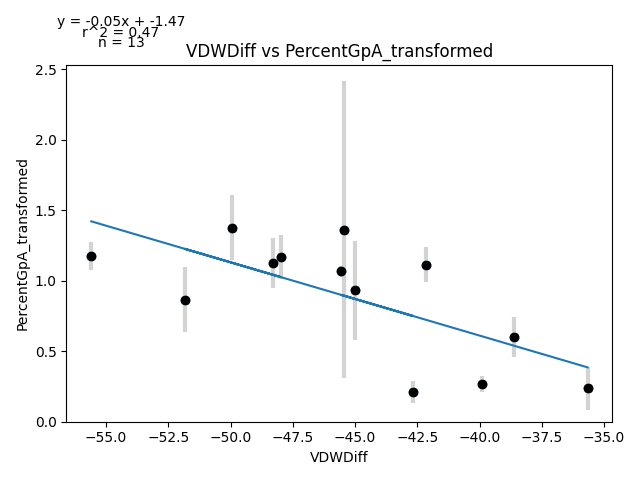 y = -0.05x + -1.47
r^2 = 0.47
n = 13
VDWDiff vs PercentGpA_transformed
2.5
2.0
1.5
1.0
0.5
0.0
PercentGpA_transformed
−55.0 −52.5 −50.0 −47.5 −45.0 −42.5 −40.0 −37.5 −35.0
VDWDiff